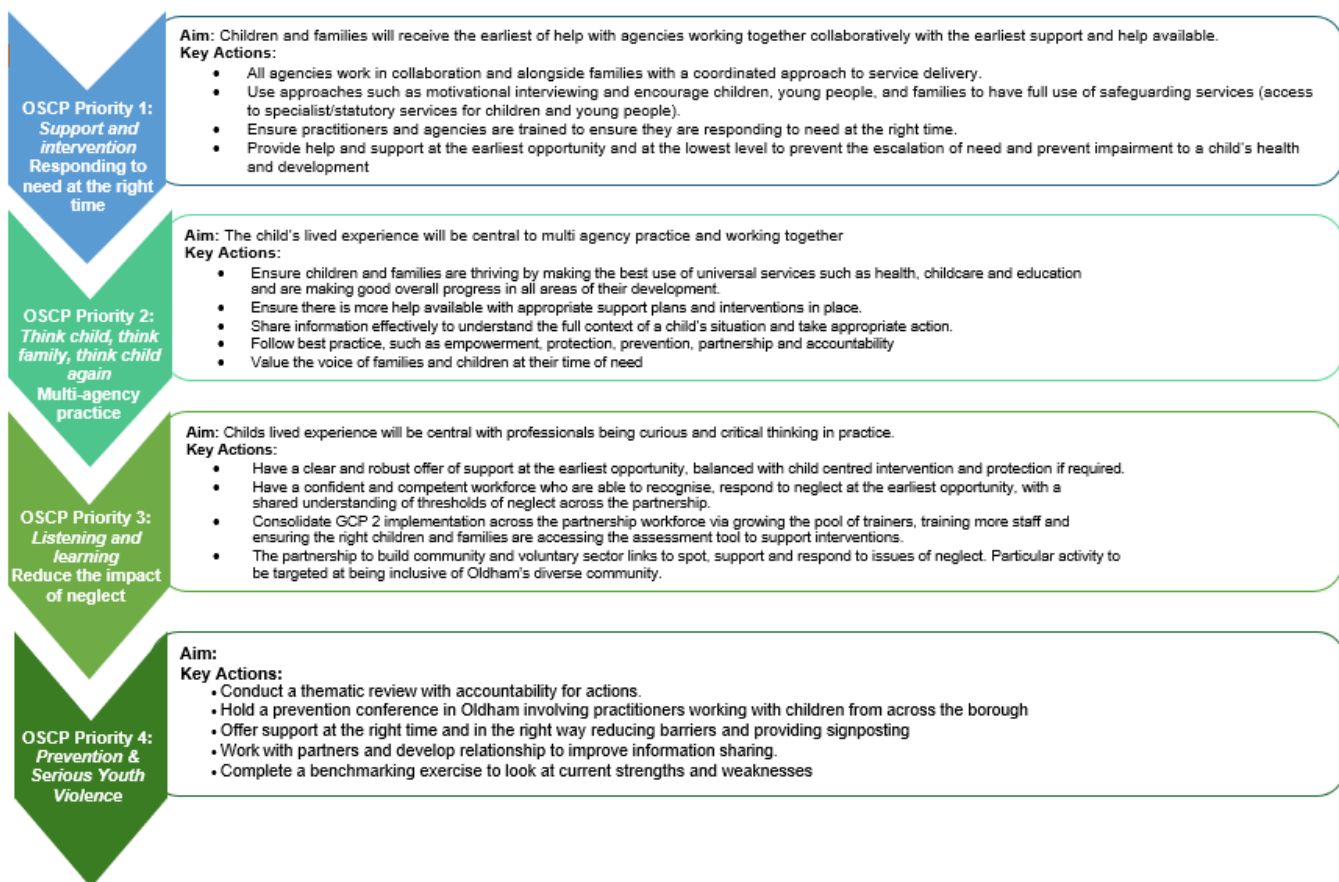 OSCP Priority 1:
Support and
intervention
Responding to
need at the right
time
Aim: Children and families will receive the earliest of help with agencies working together collaboratively with the earliest support and help available.
Key Actions:
• All agencies work in collaboration and alongside families with a coordinated approach to service delivery.
• Use approaches such as motivational interviewing and encourage children, young people, and families to have full use of safeguarding services (access
to specialist/statutory services for children and young people).
• Ensure practitioners and agencies are trained to ensure they are responding to need at the right time.
• Provide help and support at the earliest opportunity and at the lowest level to prevent the escalation of need and prevent impairment to a child's health
and development
OSCP Priority 2:
Think child, think
family, think child
again
Multi-agency
practice
Aim: The child's lived experience will be central to multi agency practice and working together
Key Actions:
• Ensure children and families are thriving by making the best use of universal services such as health, childcare and education
and are making good overall progress in all areas of their development.
• Ensure there is more help available with appropriate support plans and interventions in place.
• Share information effectively to understand the full context of a child's situation and take appropriate action.
• Follow best practice, such as empowerment, protection, prevention, partnership and accountability
• Value the voice of families and children at their time of need
OSCP Priority 3:
Listening and
learning
Reduce the impact
of neglect
Aim: Childs lived experience will be central with professionals being curious and critical thinking in practice.
Key Actions:
• Have a clear and robust offer of support at the earliest opportunity, balanced with child centred intervention and protection if required.
• Have a confident and competent workforce who are able to recognise, respond to neglect at the earliest opportunity, with a
shared understanding of thresholds of neglect across the partnership.
• Consolidate GCP 2 implementation across the partnership workforce via growing the pool of trainers, training more staff and
ensuring the right children and families are accessing the assessment tool to support interventions.
• The partnership to build community and voluntary sector links to spot, support and respond to issues of neglect. Particular activity to
be targeted at being inclusive of Oldham's diverse community.
OSCP Priority 4:
Prevention &
Serious Youth
Violence
Aim:
Key Actions:
• Conduct a thematic review with accountability for actions.
• Hold a prevention conference in Oldham involving practitioners working with children from across the borough
• Offer support at the right time and in the right way reducing barriers and providing signposting
• Work with partners and develop relationship to improve information sharing.
• Complete a benchmarking exercise to look at current strengths and weaknesses